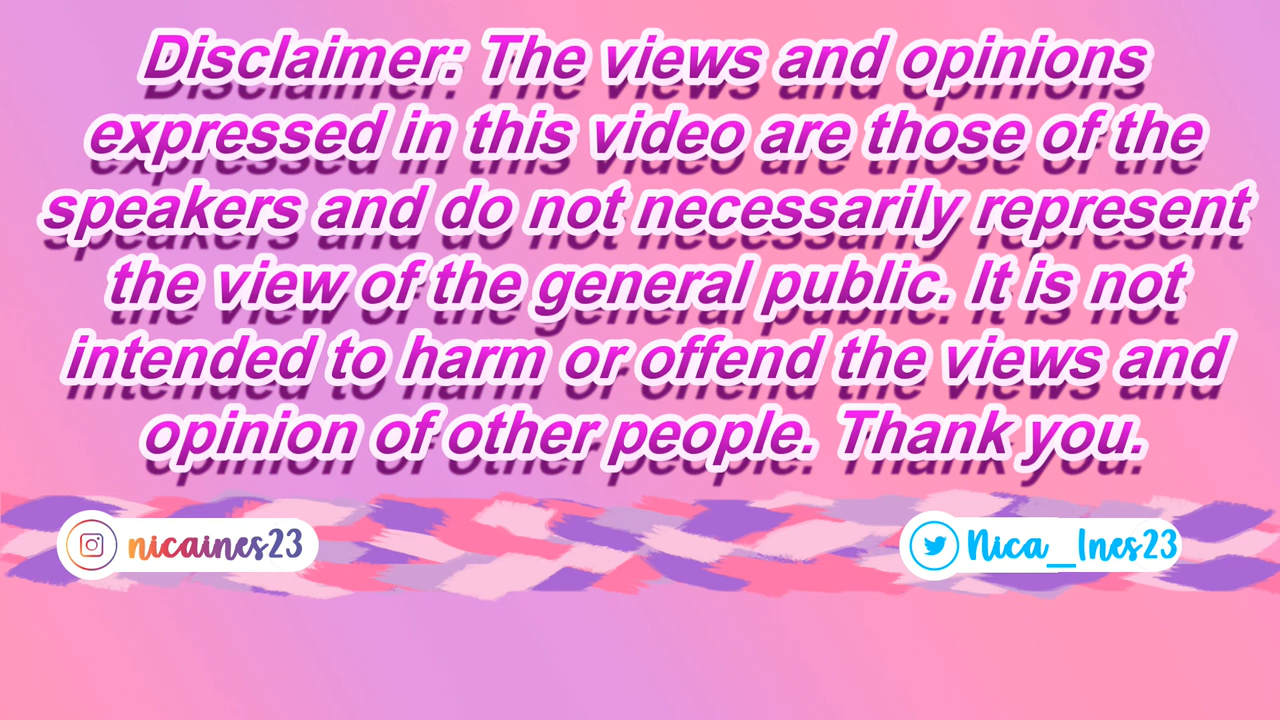 Disclaimer: The views and opinions
expressed in this video are those of the
speakers and do not necessarily represent
the view of the general public. It is not
intended to harm or offend the views and
opinion of other people. Thank you.
nicaines23
Nica_Ines23